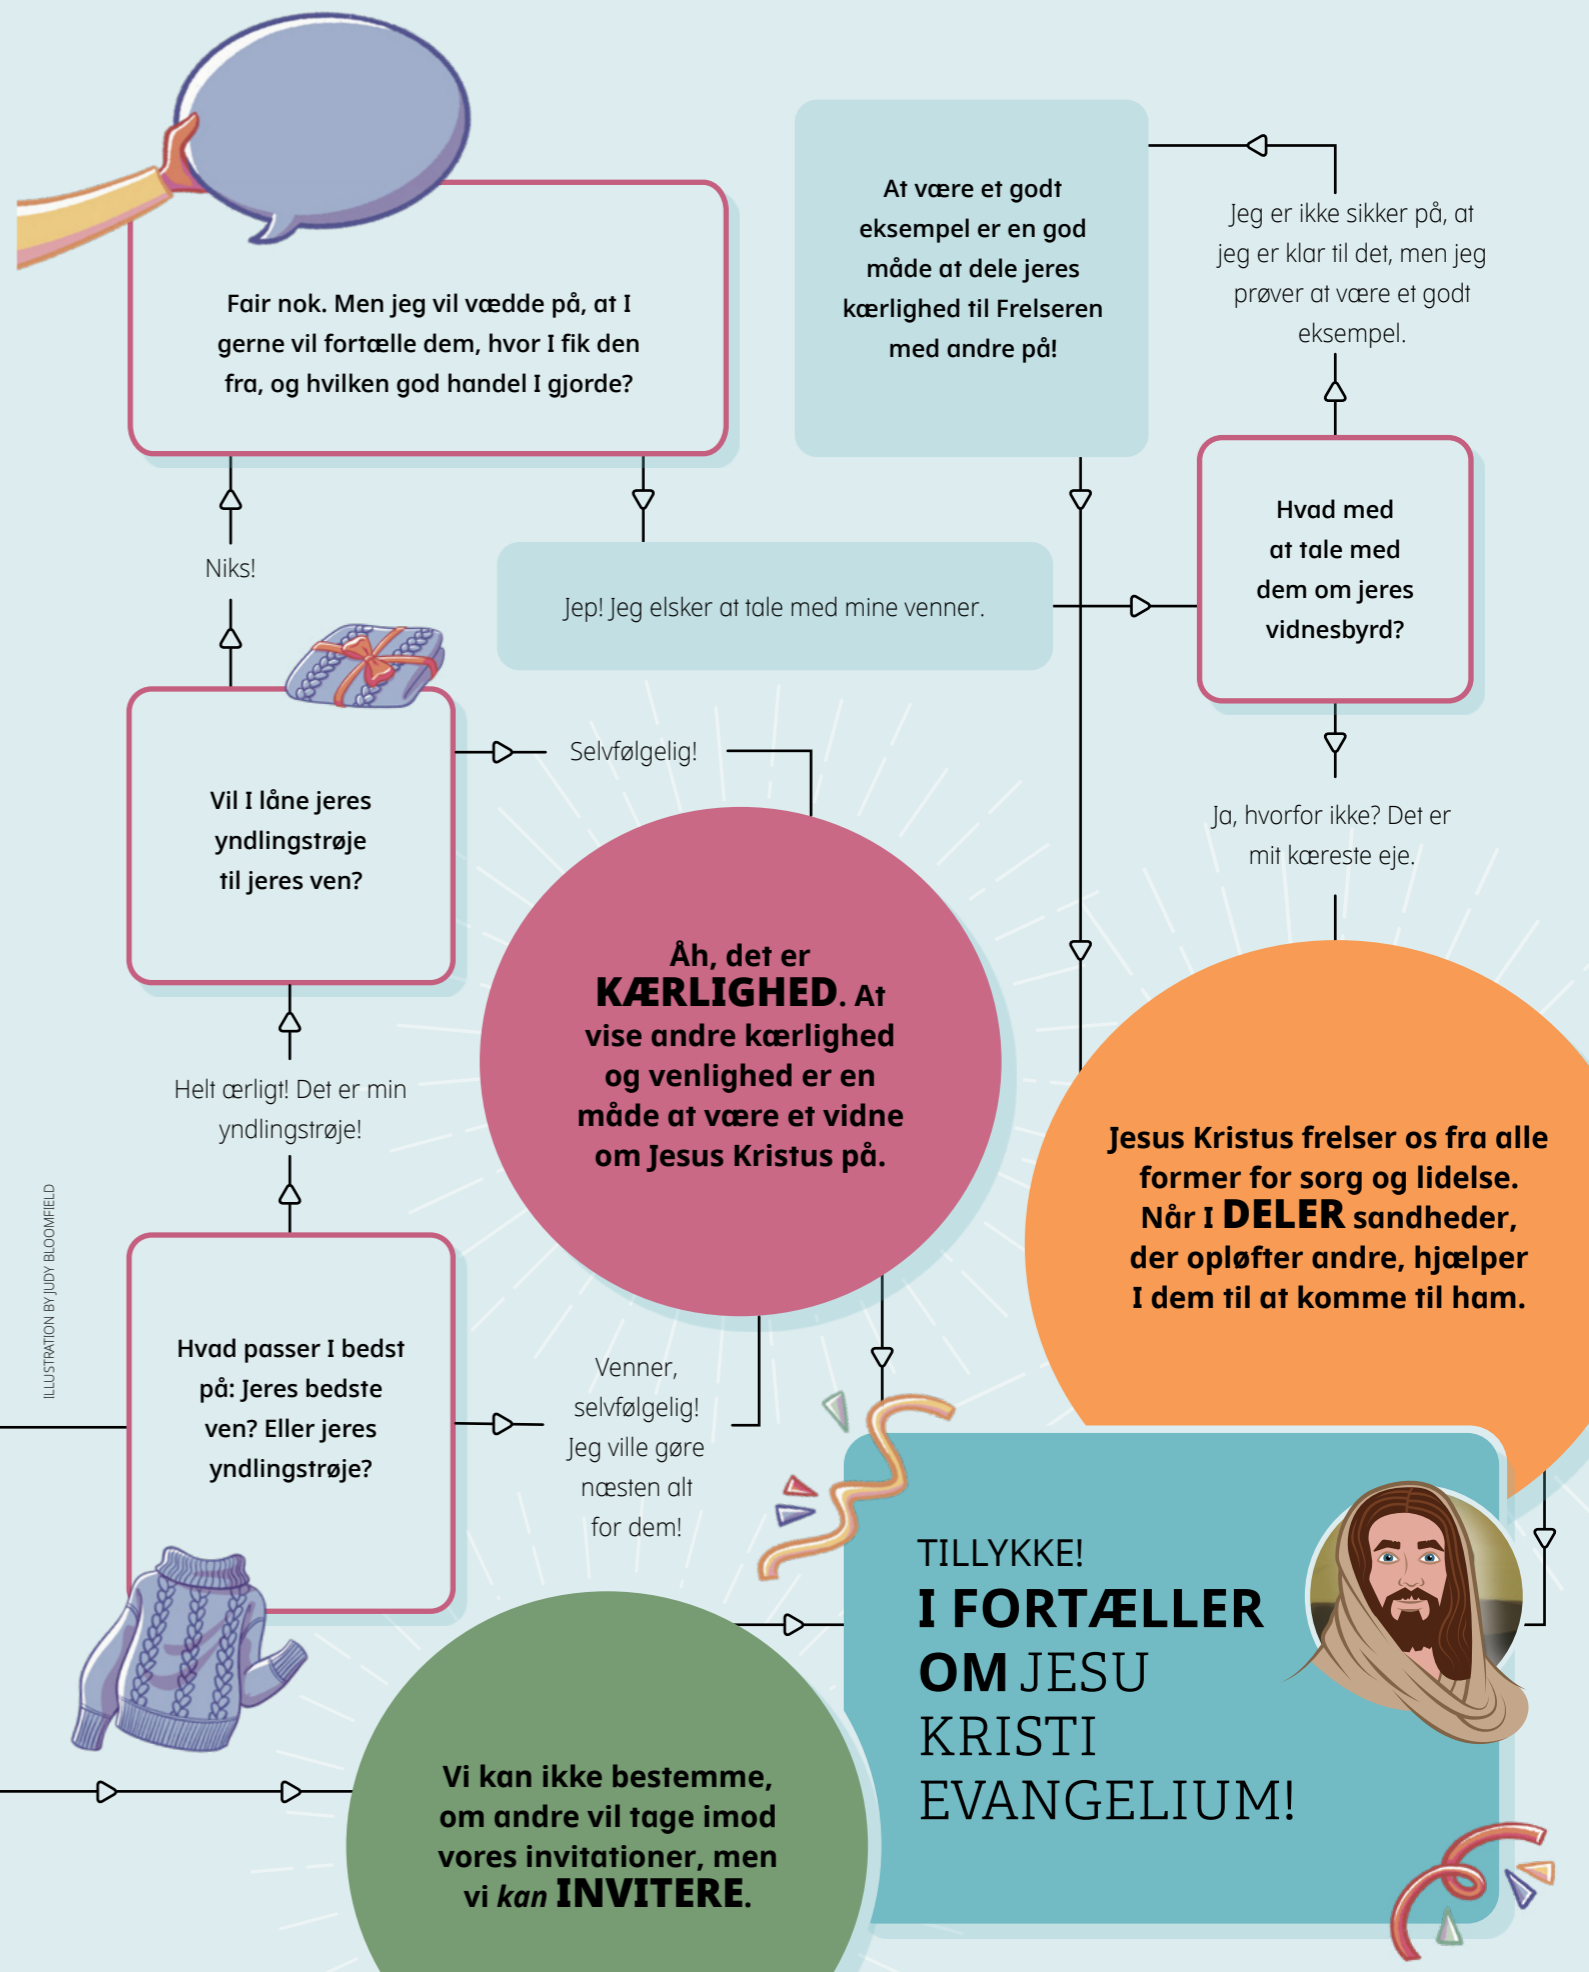 Fair nok. Men jeg vil vædde på, at I
gerne vil fortælle dem, hvor I fik den
fra, og hvilken god handel I gjorde?
At være et godt
eksempel er en god
måde at dele jeres
kærlighed til Frelseren
med andre på!
Jeg er ikke sikker på, at
jeg er klar til det, men jeg
prøver at være et godt
eksempel.
Hvad med
at tale med
dem om jeres
vidnesbyrd?
Niks!
Jep! Jeg elsker at tale med mine venner.
Vil I låne jeres
yndlingstrøje
til jeres ven?
Selvfølgelig!
Ja, hvorfor ikke? Det er
mit kæreste eje.
Åh, det er
KÆRLIGHED. At
vise andre kærlighed
og venlighed er en
måde at være et vidne
om Jesus Kristus på.
Helt ærligt! Det er min
yndlingstrøje!
Jesus Kristus frelser os fra alle
former for sorg og lidelse.
Når I DELER sandheder,
der opløfter andre, hjælper
I dem til at komme til ham.
ILLUSTRATION BY JUDY BLOOMFIELD
Hvad passer I bedst
på: Jeres bedste
ven? Eller jeres
yndlingstrøje?
Venner,
selvfølgelig!
Jeg ville gøre
næsten alt
for dem!
TILLYKKE!
I FORTÆLLER
OM JESU
KRISTI
EVANGELIUM!
Vi kan ikke bestemme,
om andre vil tage imod
vores invitationer, men
vi kan INVITERE.